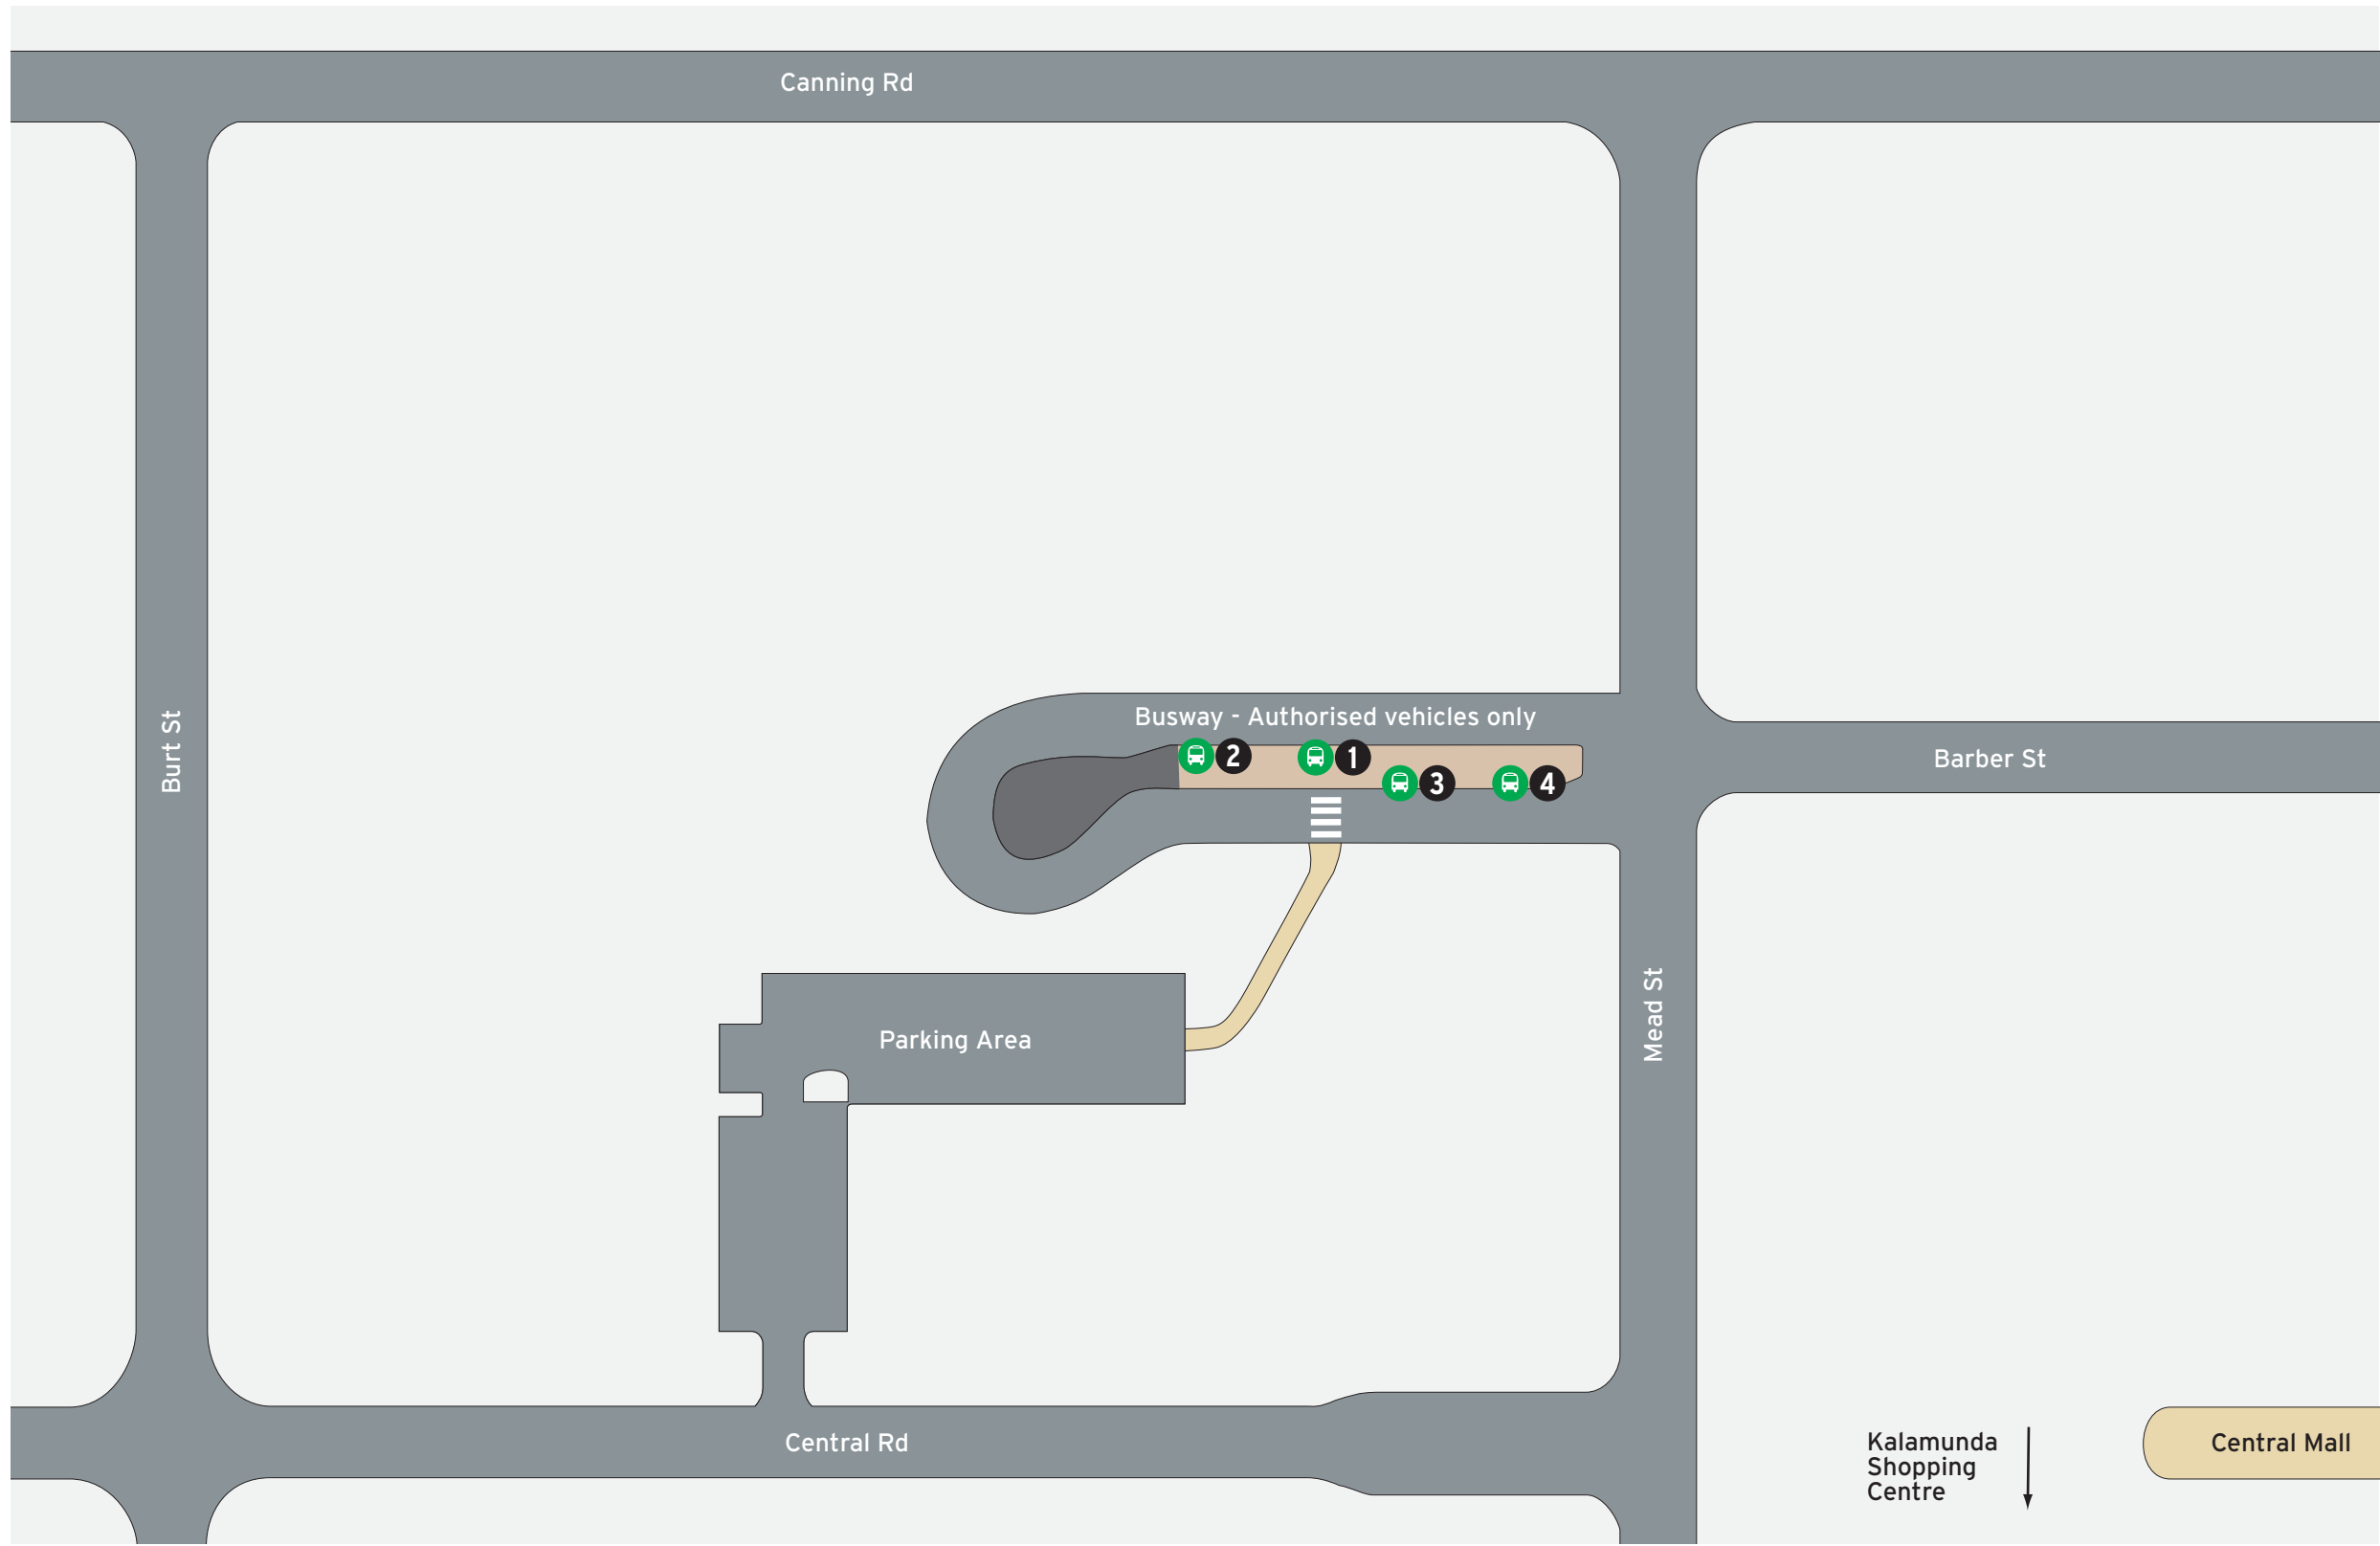 Canning Rd
Burt St
Busway - Authorised vehicles only
2
1
3
4
Barber St
Mead St
Parking Area
Central Rd
Kalamunda
Shopping
Centre
Central Mall